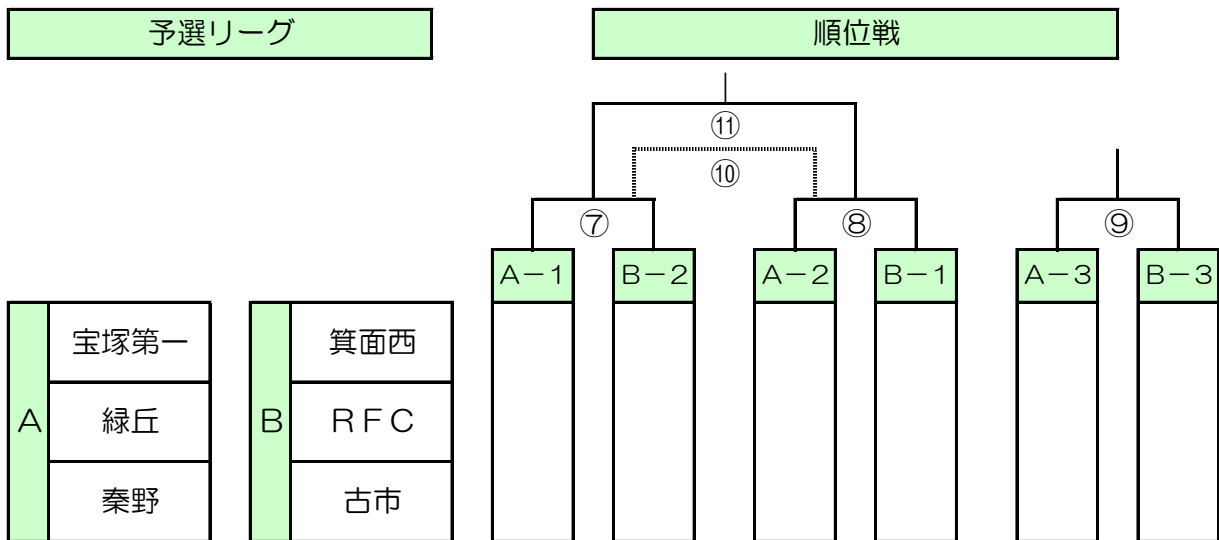 予選リーグ
順位戦
⑪
⑩
⑦
⑧
⑨
A－1
B－2
A－2
B－1
A－3
B－3
A
宝塚第一
緑丘
秦野
B
箕面西
RFC
古市